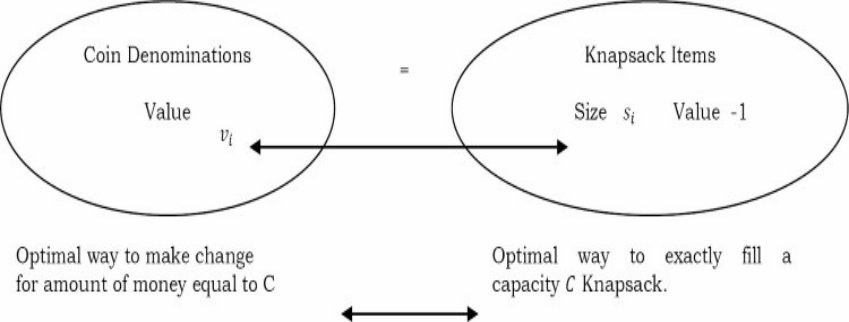 Coin Denominations
=
Knapsack Items
Value
v_i
Size s_i Value -1
Optimal way to make change
for amount of money equal to C
Optimal way to exactly fill a
capacity C Knapsack.